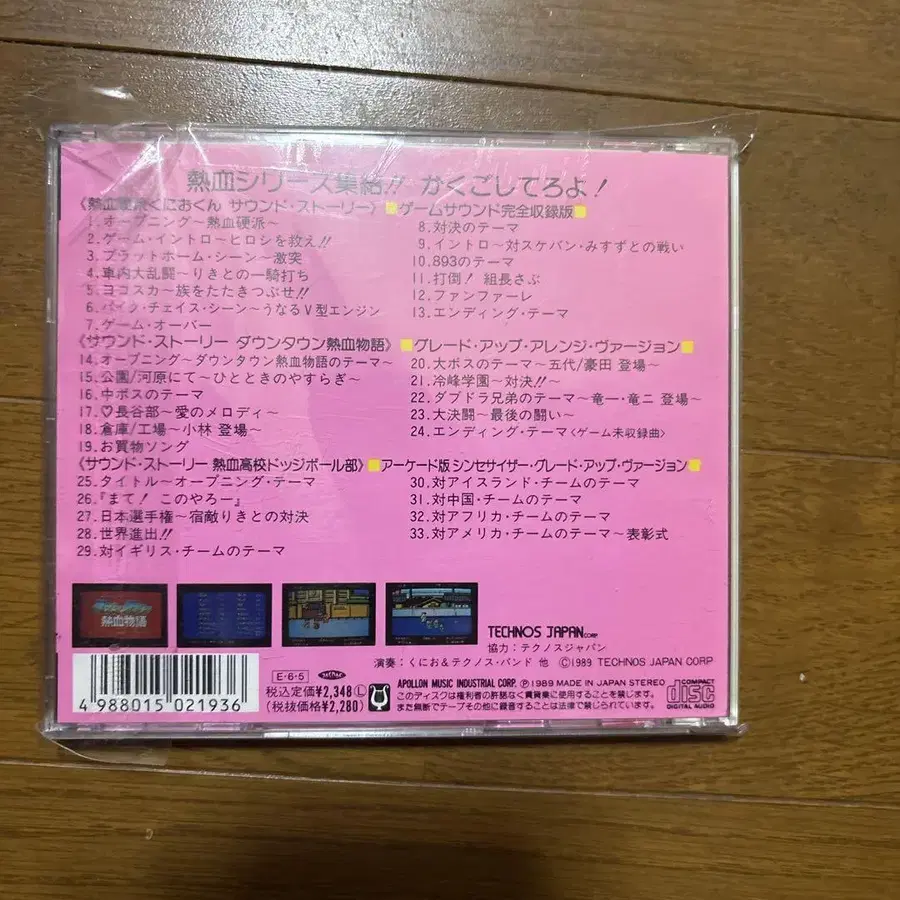 熱血シリーズ集結!! かくごしてろよ!
〈熱血硬派くにおくん サウンド・ストーリー〉 ■ゲームサウンド完全収録版■
1. オープニング～熱血硬派～
2. ゲーム・イントロ～ヒロシを救え!!
3. プラットホーム・シーン～激突
4. 車内大乱闘～りきとの一騎打ち
5. ヨコスカ～族をたたきつぶせ!!
6. バイク・チェイス・シーン～うなるV型エンジン
7. ゲーム・オーバー
8. 対決のテーマ
9. イントロ～対スケバン・みすずとの戦い
10. 893のテーマ
11. 打倒! 組長さぶ
12. ファンファーレ
13. エンディング・テーマ
〈サウンド・ストーリー ダウンタウン熱血物語〉 ■グレード・アップ・アレンジ・ヴァージョン■
14. オープニング～ダウンタウン熱血物語のテーマ～
15. 公園/河原にて～ひとときのやすらぎ～
16. 中ボスのテーマ
17. ♡長谷部～愛のメロディ～
18. 倉庫/工場～小林 登場～
19. お買物ソング
20. 大ボスのテーマ～五代/豪田 登場～
21. 冷峰学園～対決!!～
22. ダブドラ兄弟のテーマ～竜一・竜二 登場～
23. 大決闘～最後の闘い～
24. エンディング・テーマ〈ゲーム未収録曲〉
〈サウンド・ストーリー 熱血高校ドッジボール部〉 ■アーケード版 シンセサイザー・グレード・アップ・ヴァージョン■
25. タイトル～オープニング・テーマ
26. 『まて! このやろー』
27. 日本選手権～宿敵りきとの対決
28. 世界進出!!
29. 対イギリス・チームのテーマ
30. 対アイスランド・チームのテーマ
31. 対中国・チームのテーマ
32. 対アフリカ・チームのテーマ
33. 対アメリカ・チームのテーマ～表彰式
熱血物語
TECHNOS JAPAN CORP
協力:テクノスジャパン
演奏:くにお&テクノス・バンド 他 ©1989 TECHNOS JAPAN CORP
4 988015 021936
E・6・5
税込定価¥2,348 Ⓛ
(税抜価格¥2,280)
APOLLON MUSIC INDUSTRIAL CORP. Ⓟ1989 MADE IN JAPAN STEREO
このディスクは権利者の許諾なく賃貸業に使用することを禁じます。
また無断でテープその他に録音することは法律で禁じられています。
COMPACT
disc
DIGITAL AUDIO